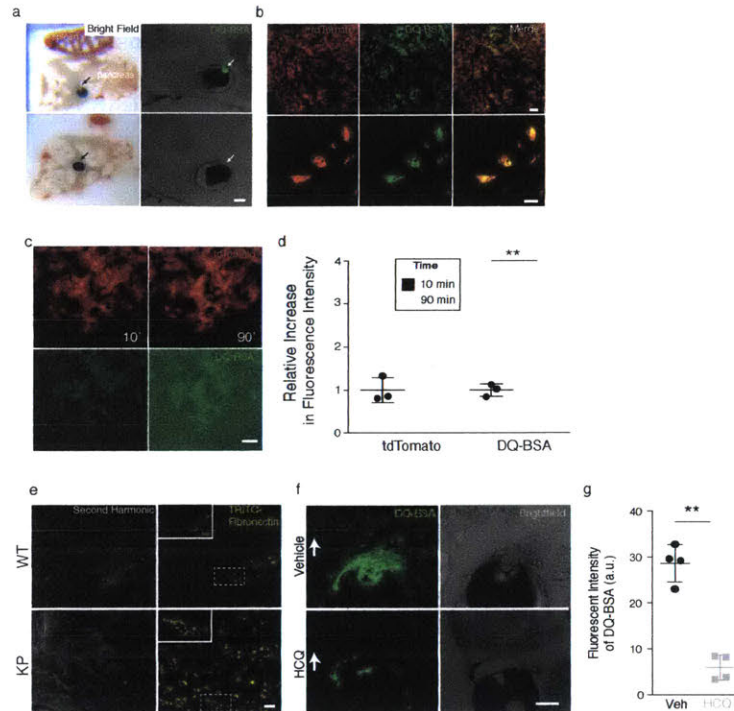 a
Bright Field
DQ-BSA
pancreas
b
tdTomato
DQ-BSA
Merge
c
10'
90'
DQ-BSA
d
Relative Increase
in Fluorescence Intensity
4
3
2
1
0
Time
10 min
90 min
**
tdTomato
DQ-BSA
e
Second Harmonic
TRITC-
Fibronectin
WT
KP
f
DQ-BSA
Brightfield
Vehicle
HCQ
g
Fluorescent Intensity
of DQ-BSA (a.u.)
40
30
20
10
0
**
Veh
HCQ